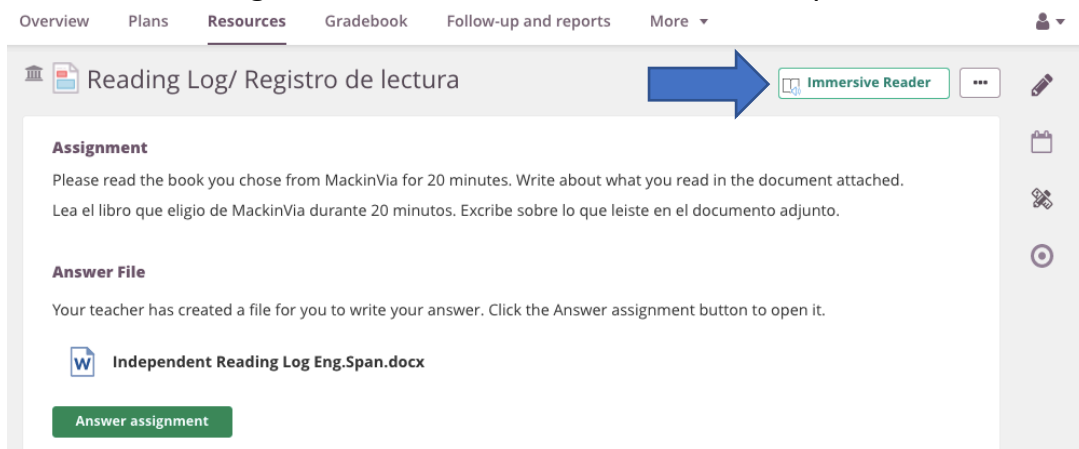 Overview Plans Resources Gradebook Follow-up and reports More
Reading Log/ Registro de lectura
Immersive Reader
Assignment
Please read the book you chose from MackinVia for 20 minutes. Write about what you read in the document attached.
Lea el libro que eligio de MackinVia durante 20 minutos. Excribe sobre lo que leiste en el documento adjunto.
Answer File
Your teacher has created a file for you to write your answer. Click the Answer assignment button to open it.
W Independent Reading Log Eng.Span.docx
Answer assignment